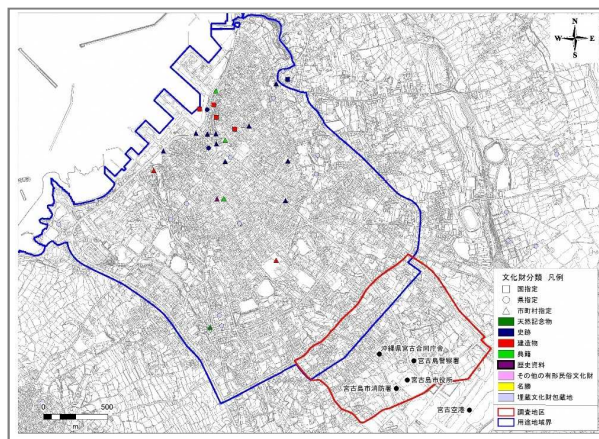 N
W E
S
文化財分類 凡例
国指定
県指定
市町村指定
天然記念物
史跡
建造物
典籍
歴史資料
その他の有形民俗文化財
名勝
埋蔵文化財包蔵地
調査地区
用途地域界
沖縄県宮古合同庁舎
宮古島警察署
宮古島市役所
宮古島市消防署
宮古空港
0 500
m